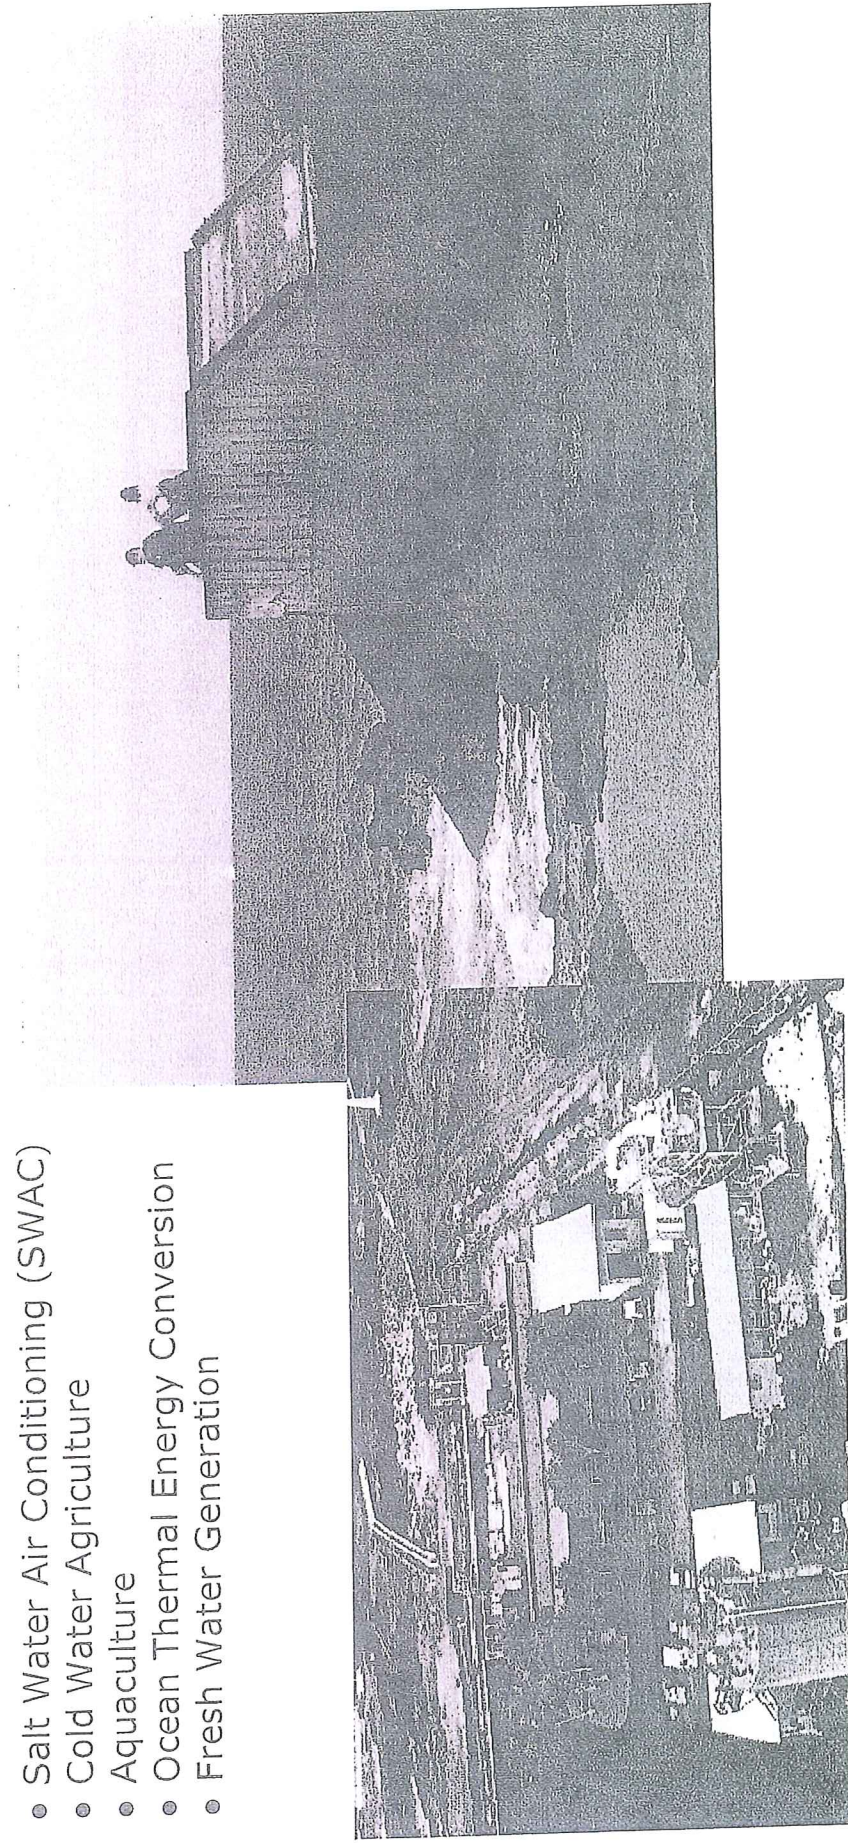 • Salt Water Air Conditioning (SWAC)
• Cold Water Agriculture
• Aquaculture
• Ocean Thermal Energy Conversion
• Fresh Water Generation